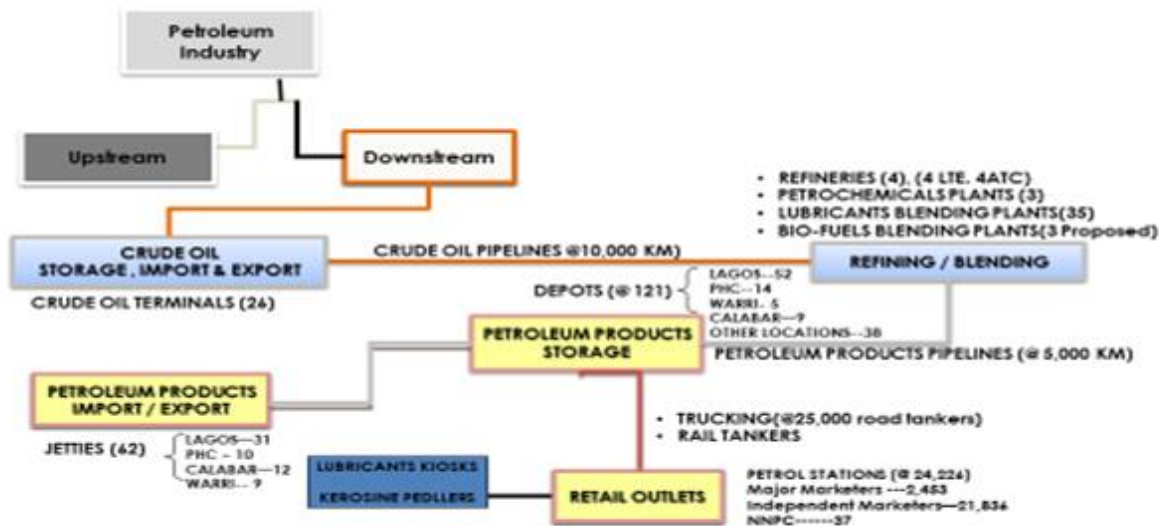 Petroleum
Industry
Upstream
Downstream
• REFINERIES (4), (4 LTE, 4ATC)
• PETROCHEMICALS PLANTS (3)
• LUBRICANTS BLENDING PLANTS(35)
• BIO-FUELS BLENDING PLANTS(3 Proposed)
CRUDE OIL
STORAGE, IMPORT & EXPORT
CRUDE OIL PIPELINES @10,000 KM)
REFINING / BLENDING
CRUDE OIL TERMINALS (26)
DEPOTS (@ 121)
LAGOS--52
PHC--14
WARRI- 5
CALABAR—9
OTHER LOCATIONS--38
PETROLEUM PRODUCTS
STORAGE
PETROLEUM PRODUCTS PIPELINES (@ 5,000 KM)
PETROLEUM PRODUCTS
IMPORT / EXPORT
• TRUCKING(@25,000 road tankers)
• RAIL TANKERS
JETTIES (62)
LAGOS—31
PHC – 10
CALABAR—12
WARRI-- 9
LUBRICANTS KIOSKS
KEROSINE PEDLLERS
RETAIL OUTLETS
PETROL STATIONS (@ 24,226)
Major Marketers ---2,453
Independent Marketers—21,836
NNPC------37